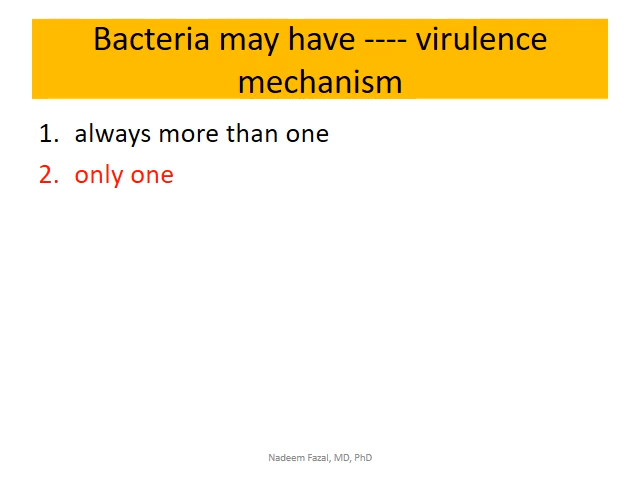 Bacteria may have ---- virulence
mechanism
1. always more than one
2. only one
Nadeem Fazal, MD, PhD